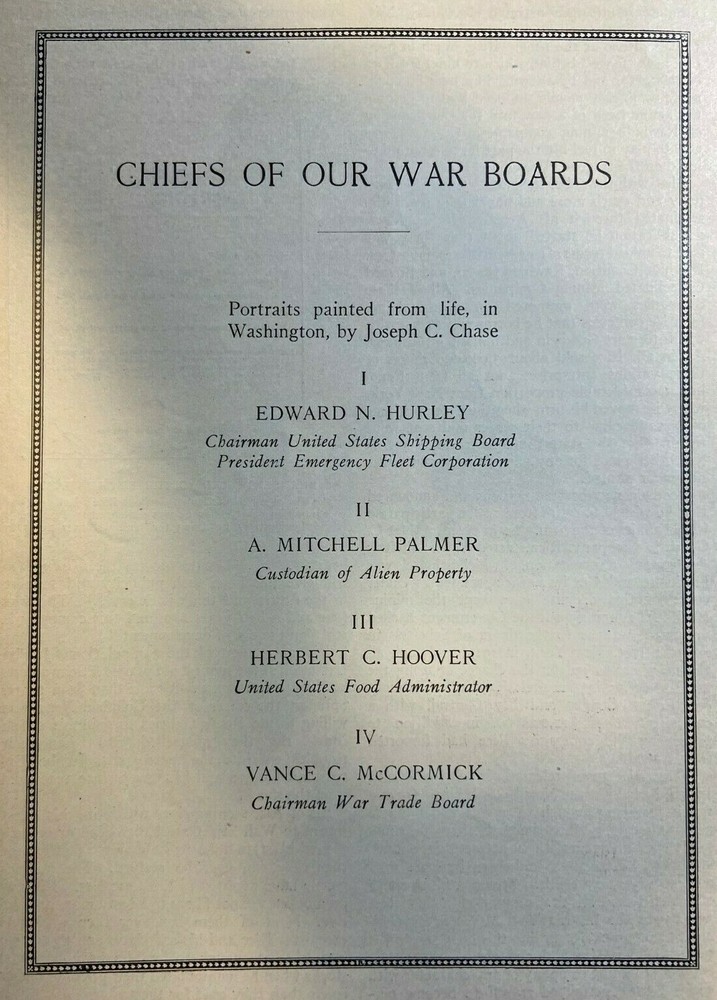 CHIEFS OF OUR WAR BOARDS
Portraits painted from life, in
Washington, by Joseph C. Chase
I
EDWARD N. HURLEY
Chairman United States Shipping Board
President Emergency Fleet Corporation
II
A. MITCHELL PALMER
Custodian of Alien Property
III
HERBERT C. HOOVER
United States Food Administrator
IV
VANCE C. McCORMICK
Chairman War Trade Board